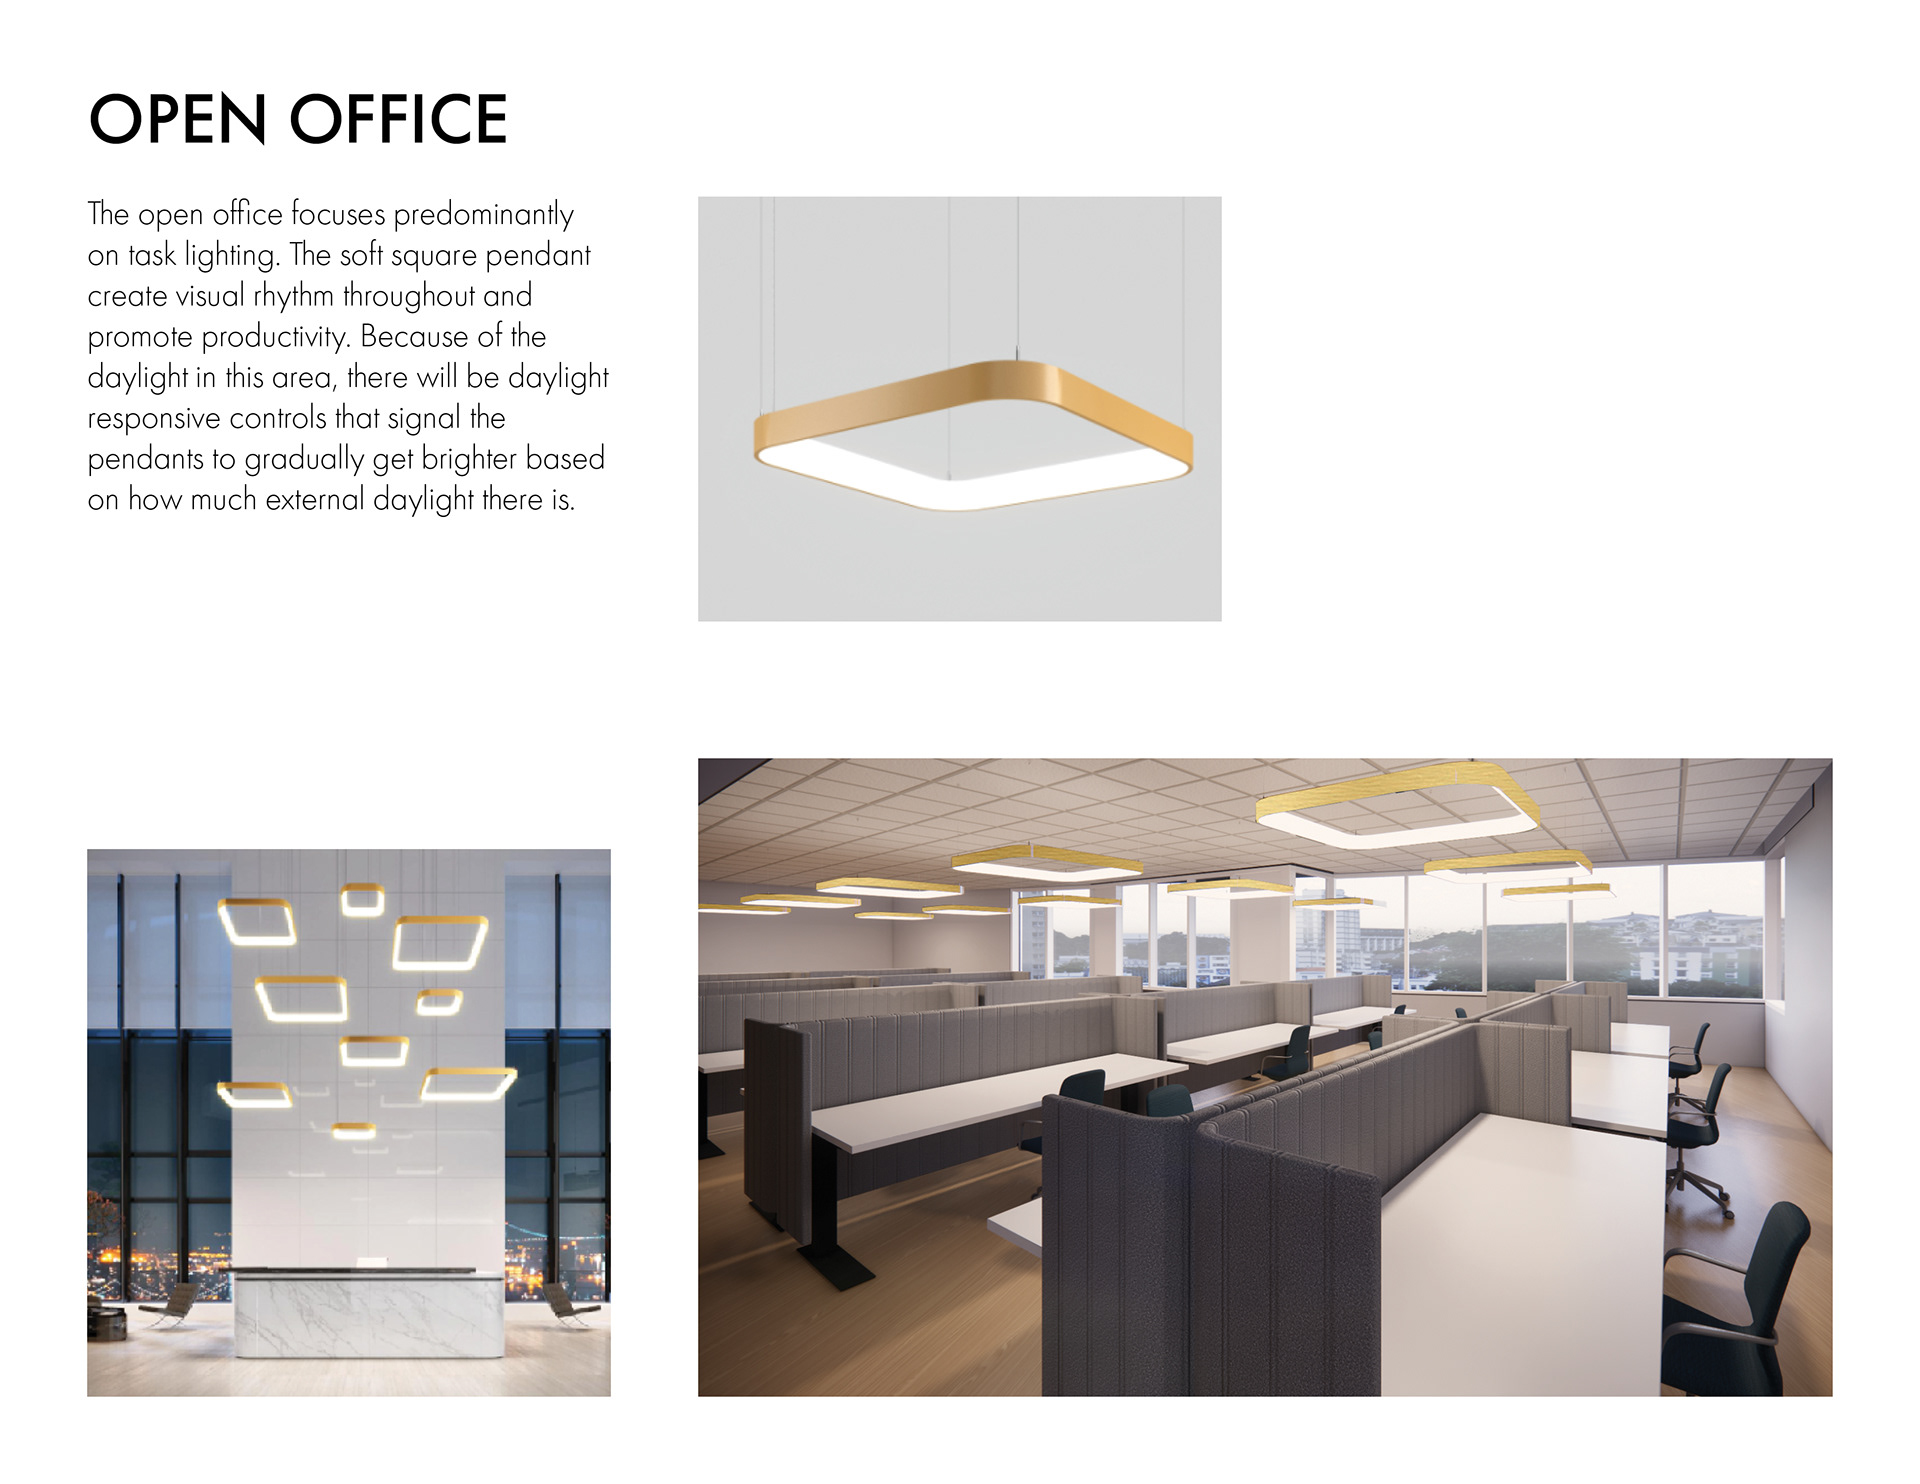 OPEN OFFICE
The open office focuses predominantly
on task lighting. The soft square pendant
create visual rhythm throughout and
promote productivity. Because of the
daylight in this area, there will be daylight
responsive controls that signal the
pendants to gradually get brighter based
on how much external daylight there is.